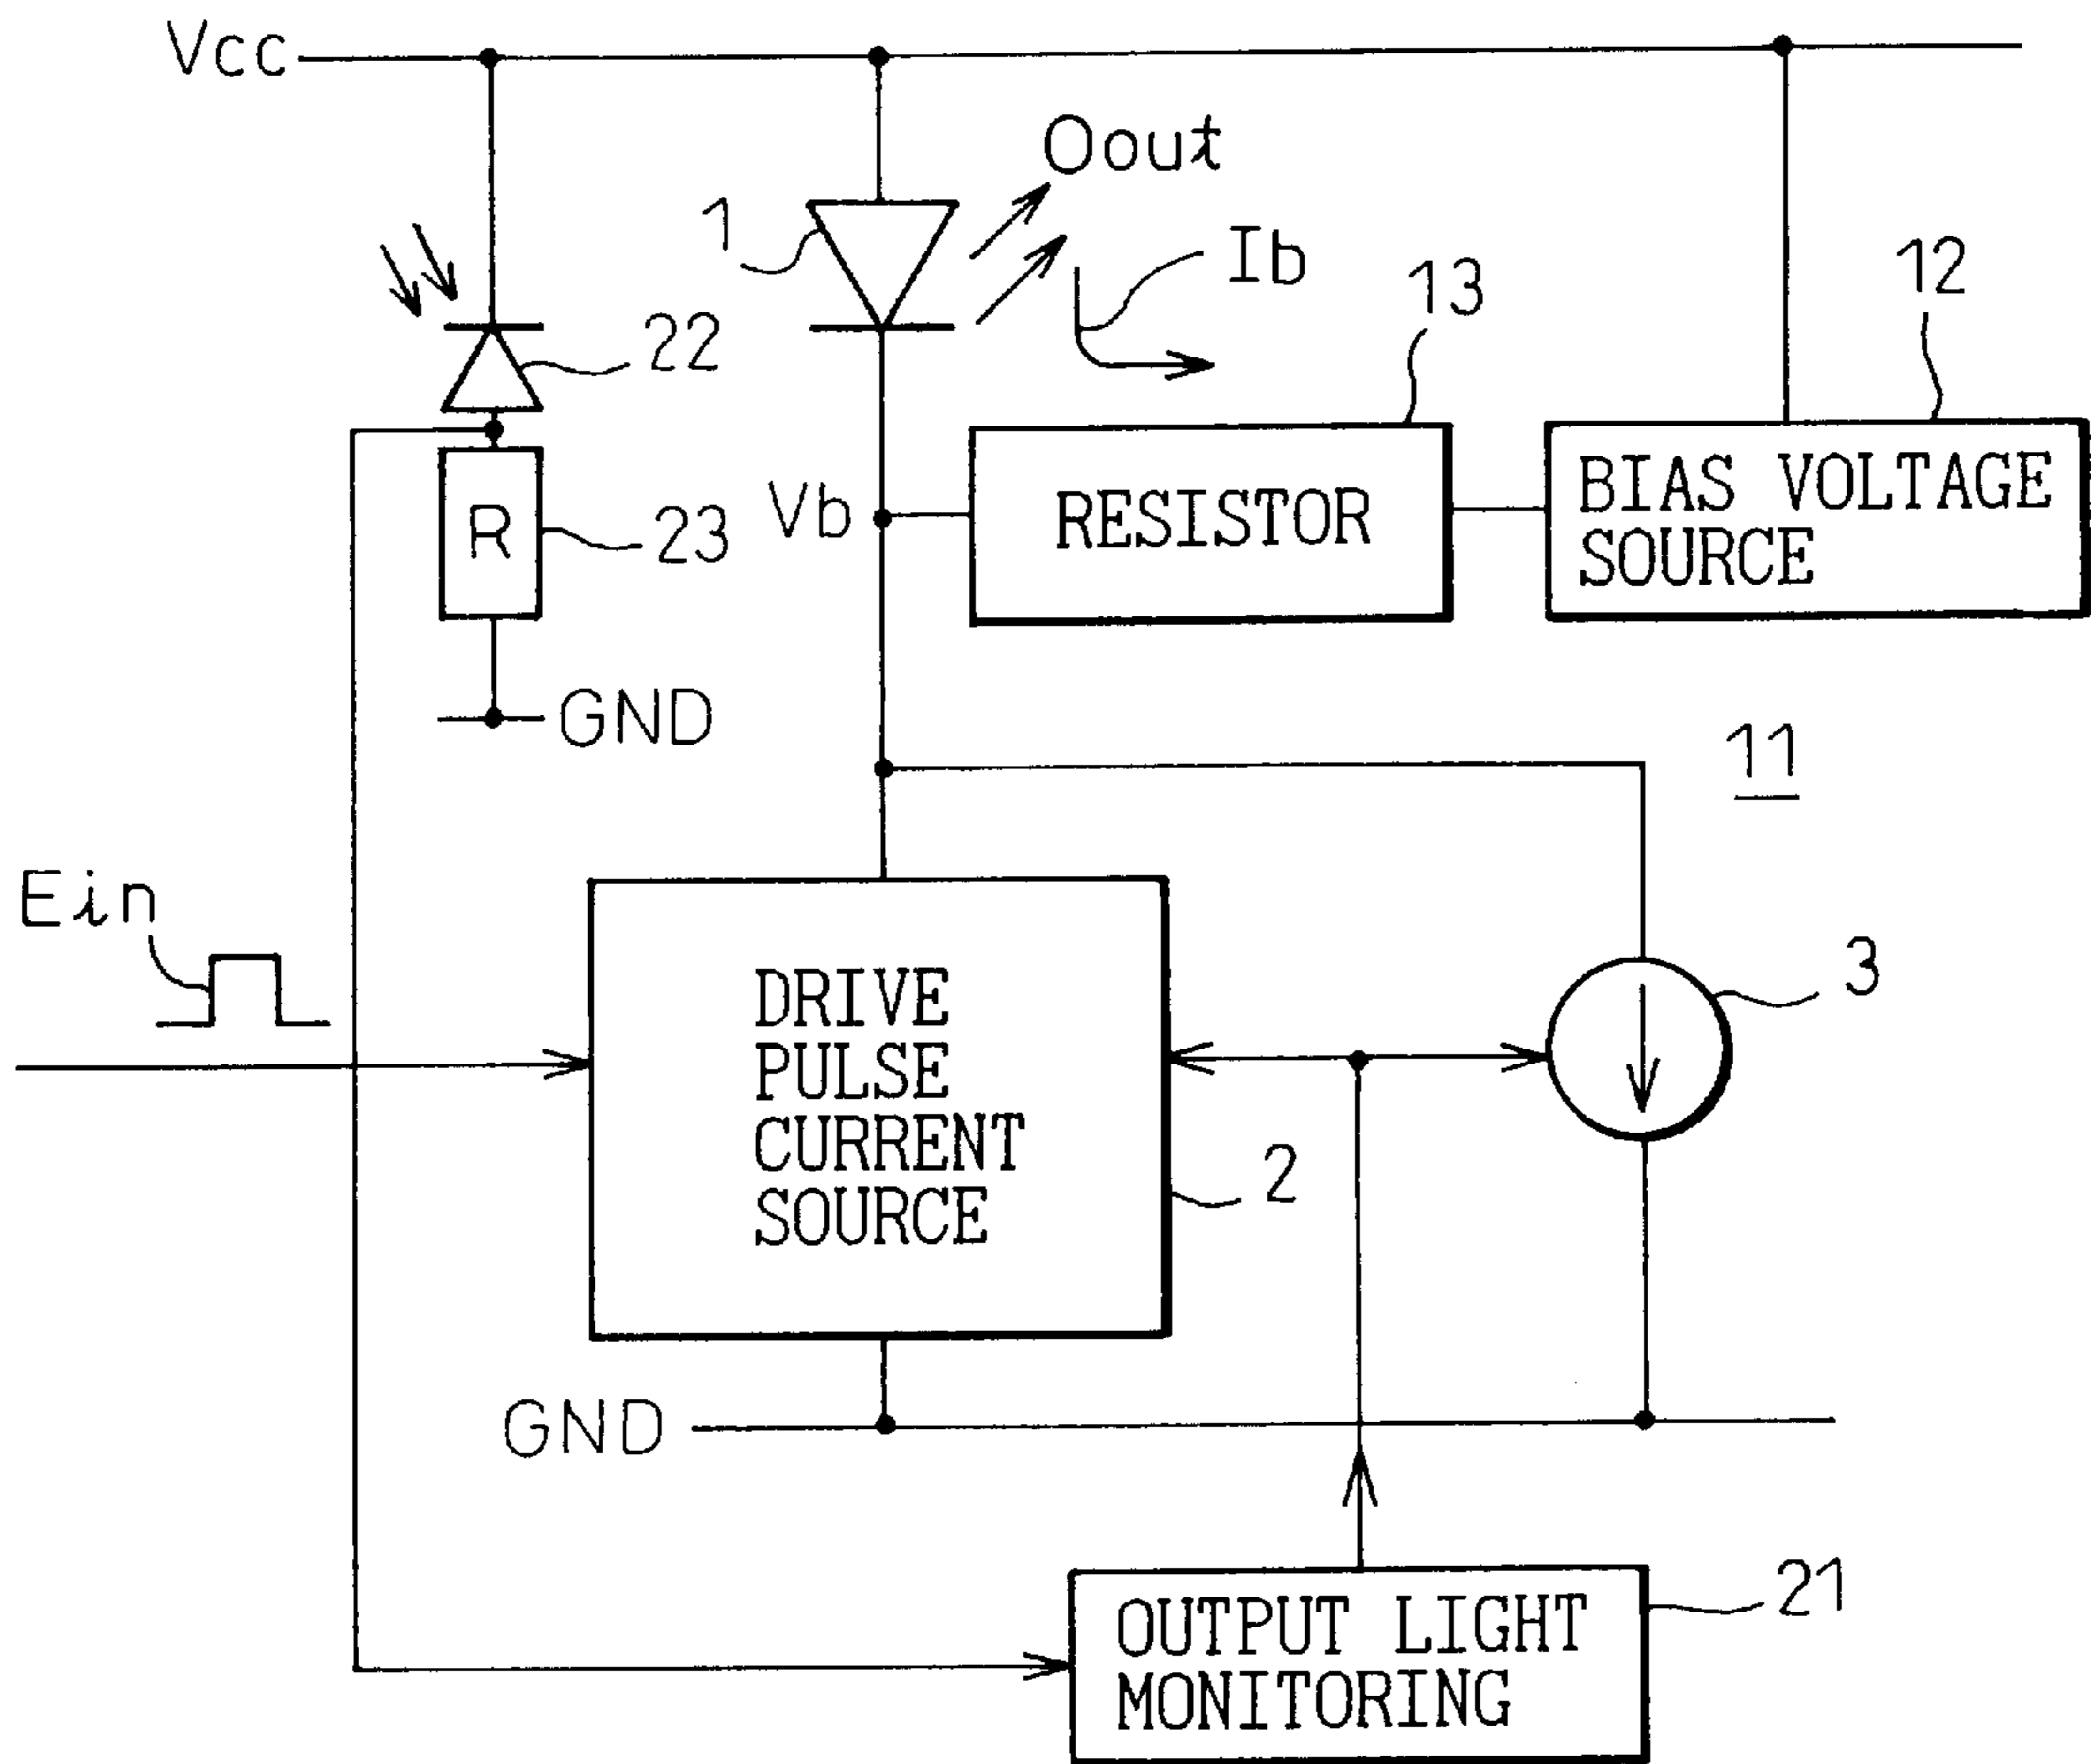 Vcc
Oout
1
Ib
13
12
22
Vb
RESISTOR
BIAS VOLTAGE
SOURCE
R
23
GND
11
Ein
DRIVE
PULSE
CURRENT
SOURCE
3
2
GND
21
OUTPUT LIGHT
MONITORING